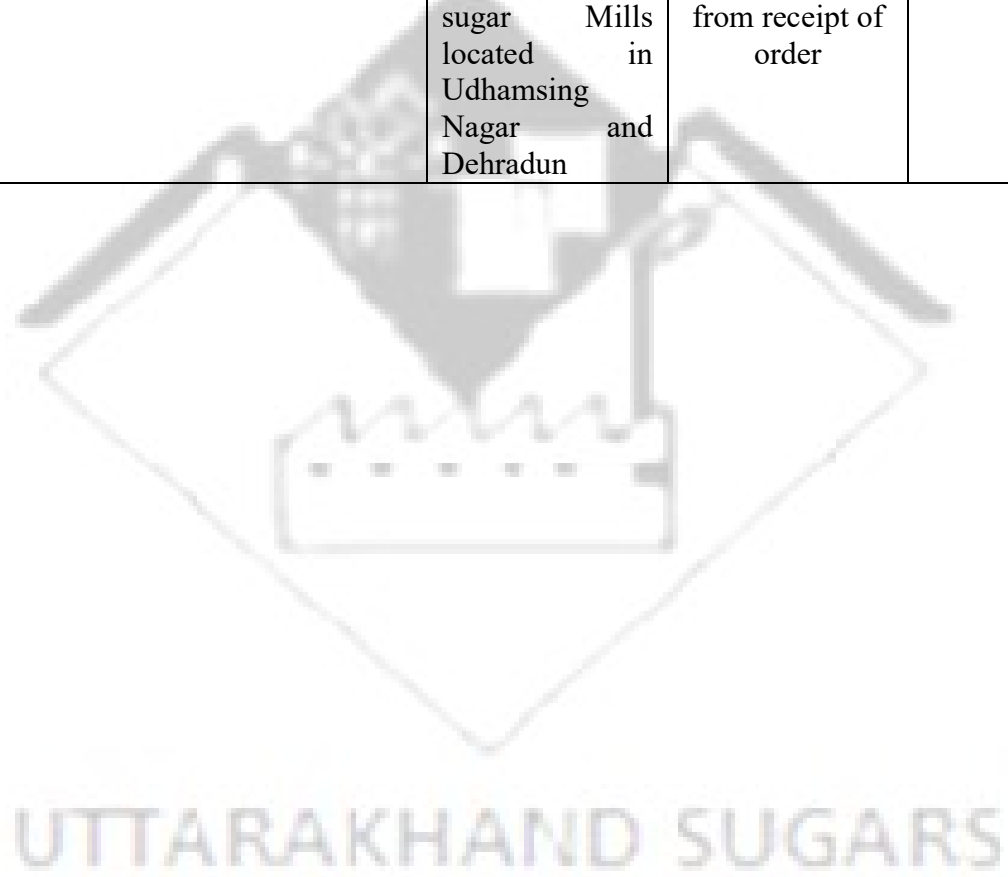 sugar Mills
located in
Udhamsing
Nagar and
Dehradun
from receipt of
order
UTTARAKHAND SUGARS